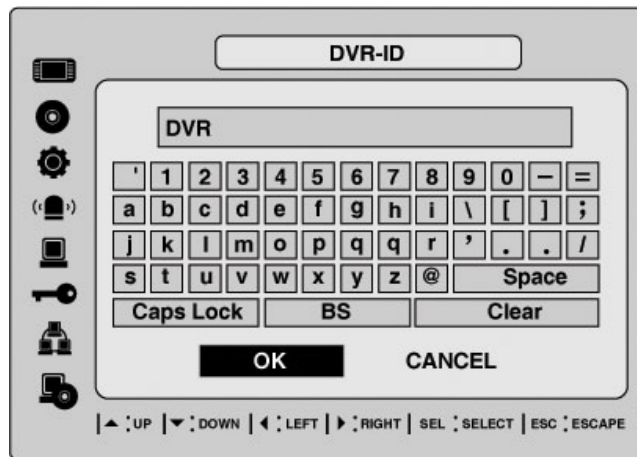 DVR-ID
DVR
' 1 2 3 4 5 6 7 8 9 0 – =
a b c d e f g h i \ [ ] ;
j k l m o p q q r ’ . . /
s t u v w x y z @ Space
Caps Lock BS Clear
OK CANCEL
▲ : UP | ▼ : DOWN | ◀ : LEFT | ▶ : RIGHT | SEL : SELECT | ESC : ESCAPE